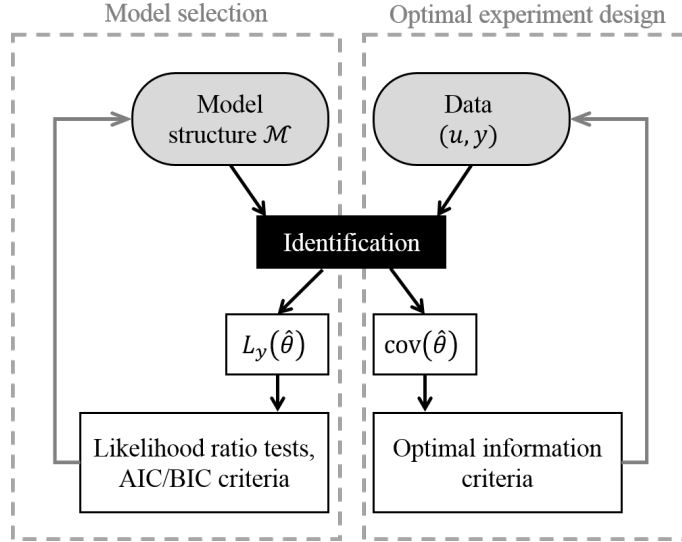 Model selection
Optimal experiment design
Model
structure ℳ
Data
(u, y)
Identification
L_y(θ̂)
cov(θ̂)
Likelihood ratio tests,
AIC/BIC criteria
Optimal information
criteria